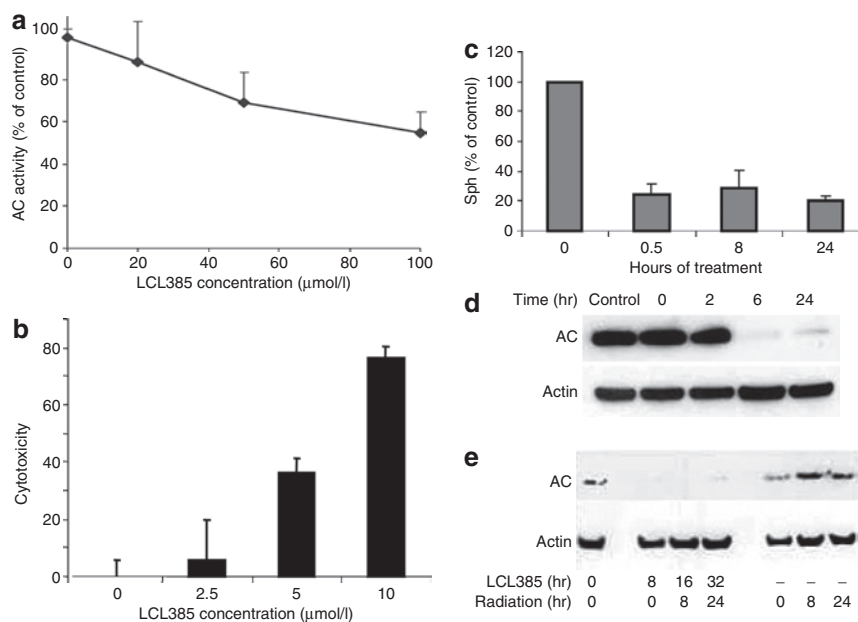 a
AC activity (% of control)
100
80
60
40
20
0
0 20 40 60 80 100
LCL385 concentration (μmol/l)
b
Cytotoxicity
80
60
40
20
0
0 2.5 5 10
LCL385 concentration (μmol/l)
c
Sph (% of control)
120
100
80
60
40
20
0
0 0.5 8 24
Hours of treatment
d
Time (hr) Control 0 2 6 24
AC
Actin
e
AC
Actin
LCL385 (hr) 0 8 16 32 – – –
Radiation (hr) 0 0 8 24 0 8 24